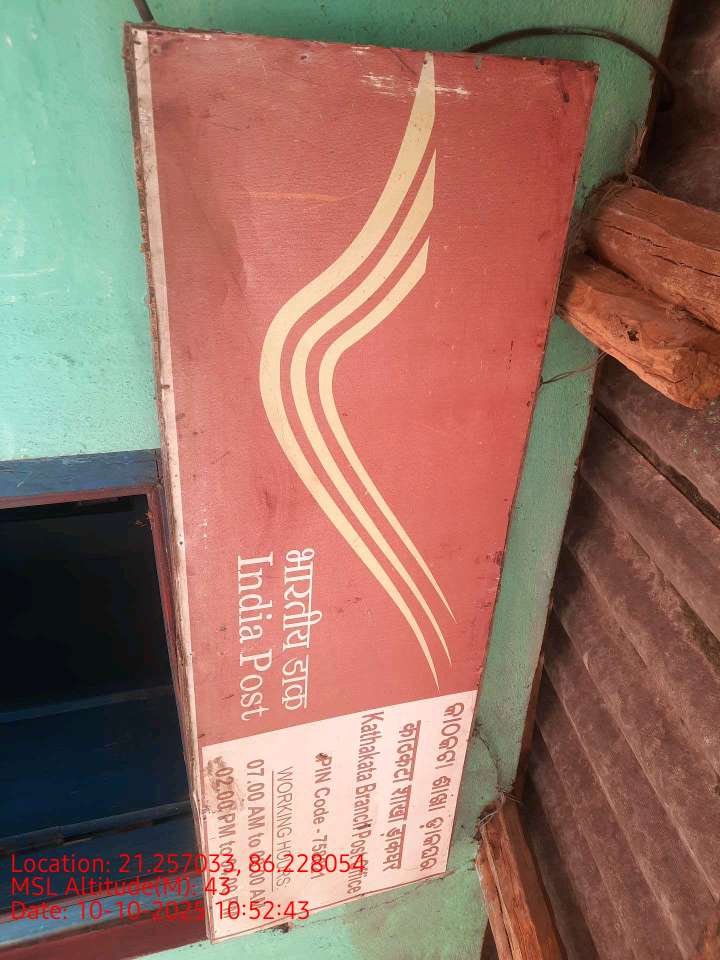 भारतीय डाक
India Post
କାଠକଟା ଶାଖା ଡ଼ାକଘର
काठकटा शाखा डाकघर
Kathakata Branch Post Office
PIN Code -
WORKING HOURS
07.00 AM to AM
02.00 PM to
Location: 21.257033, 86.228054
MSL Altitude(M): 43
Date: 10-10-2025 10:52:43